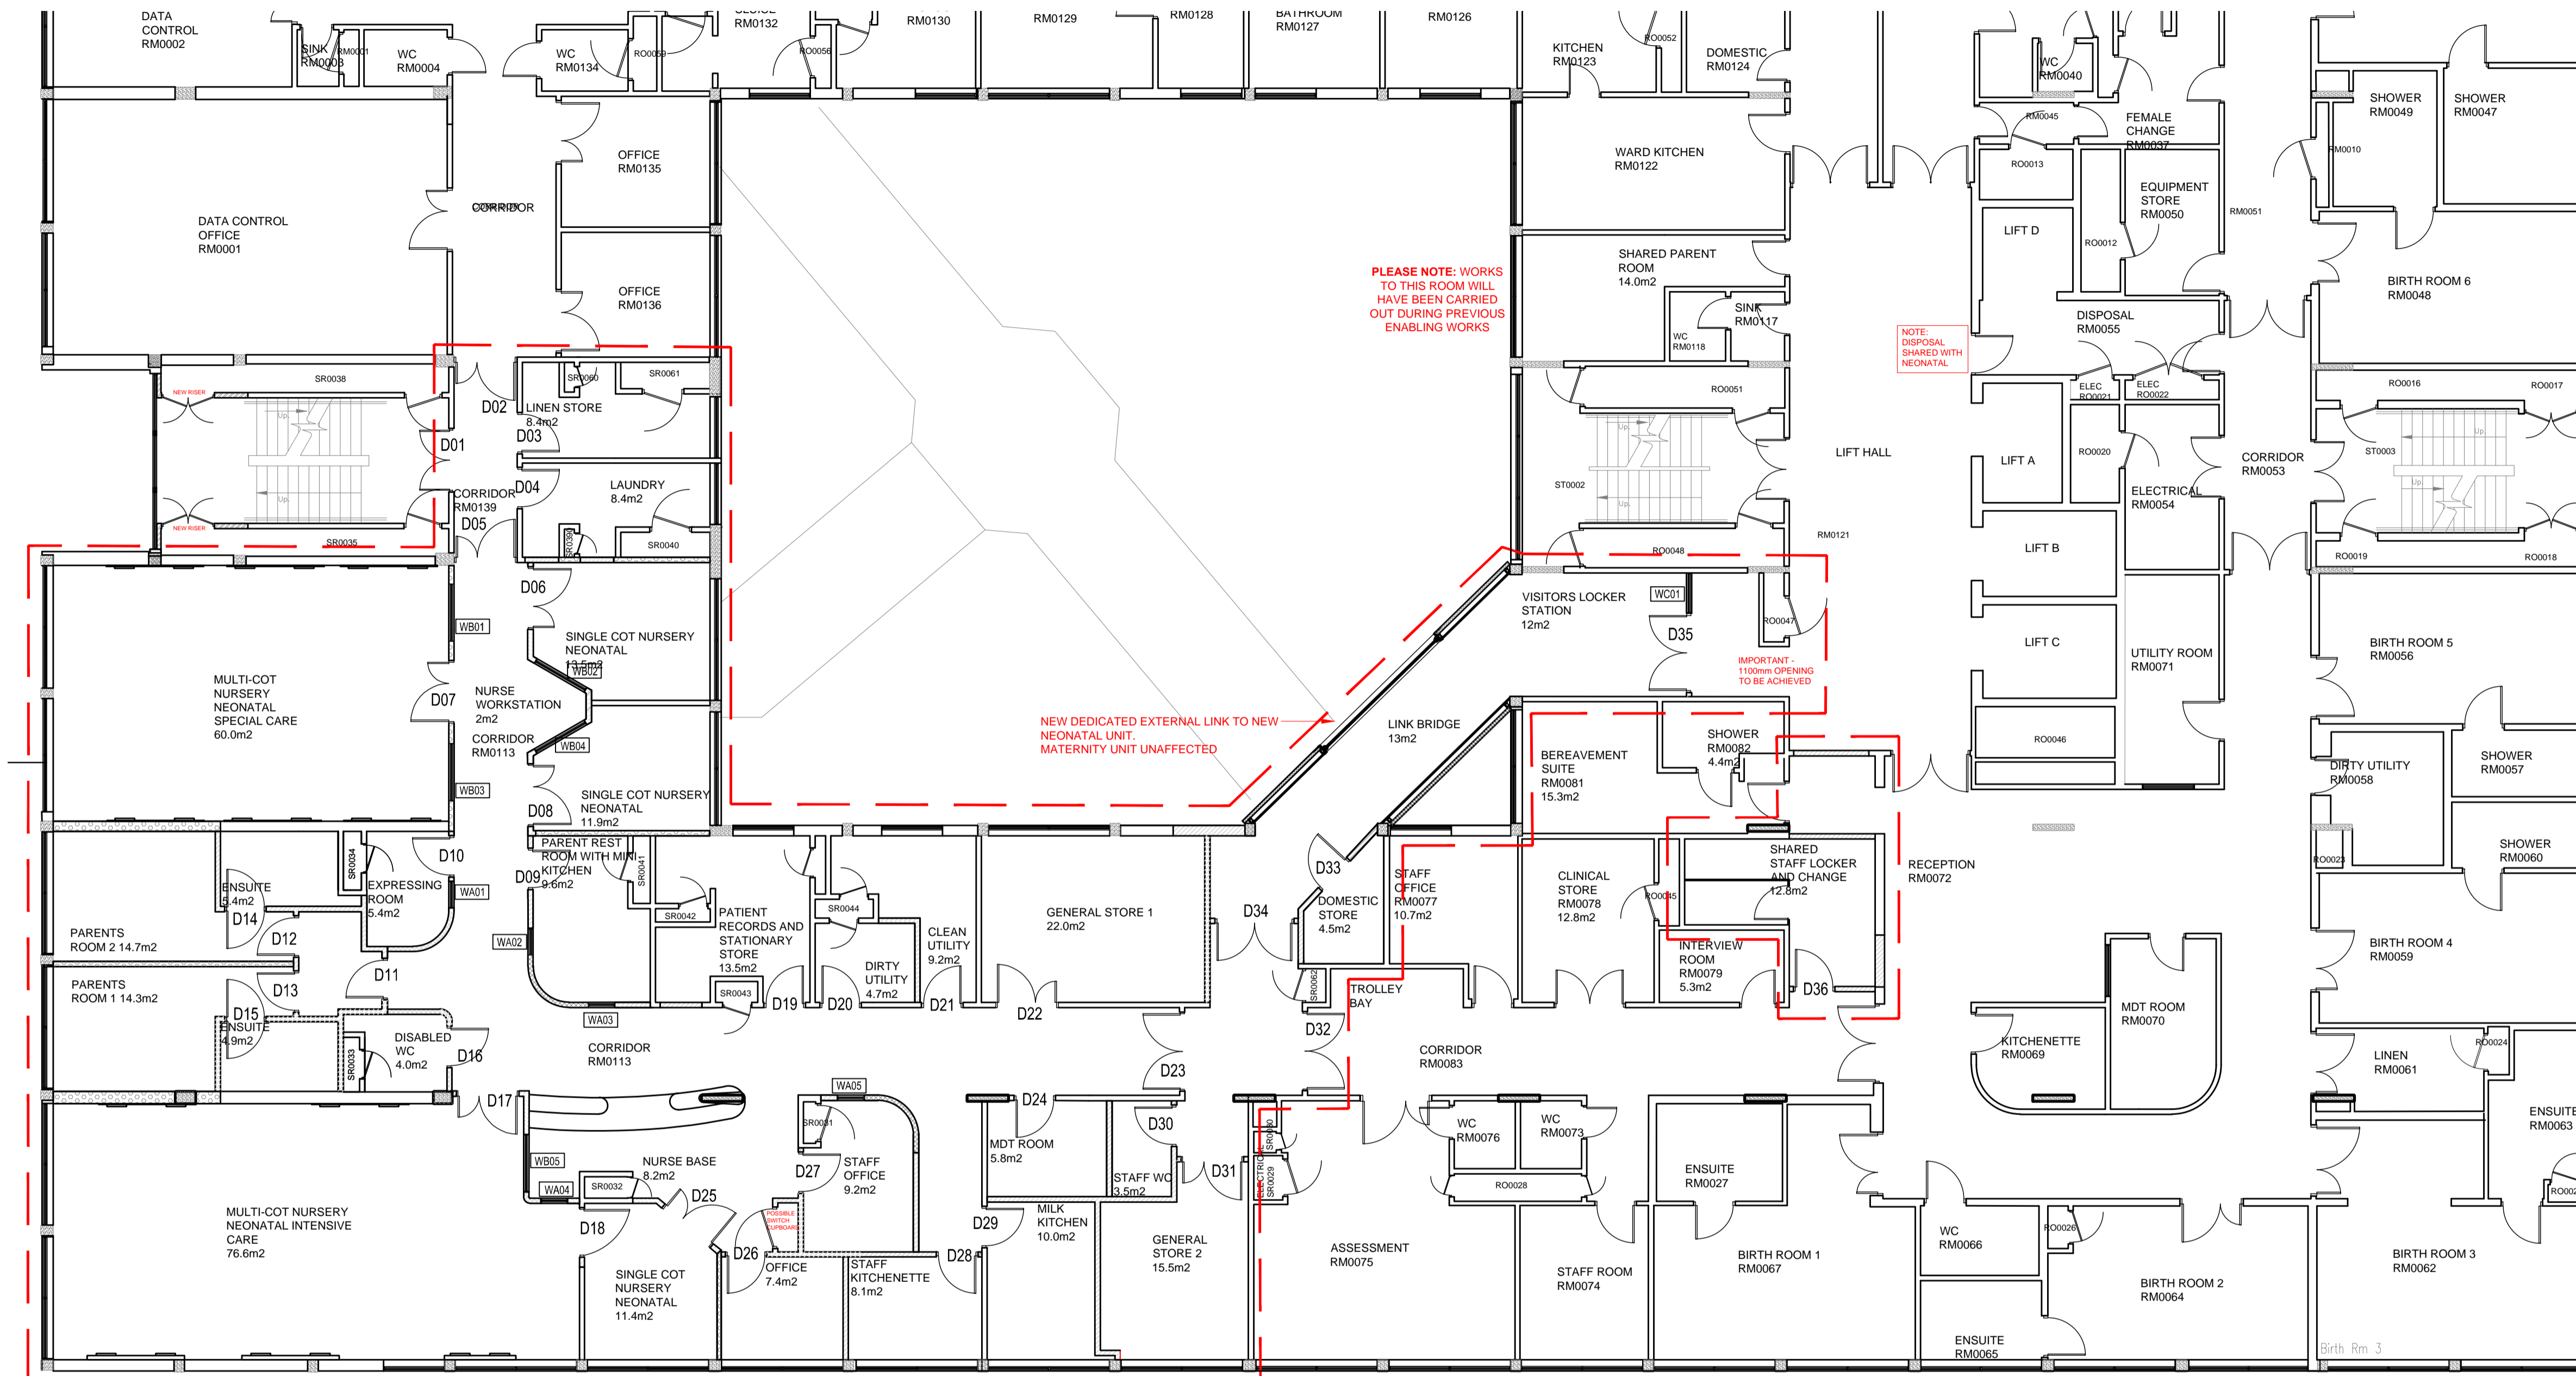 DATA
CONTROL
RM0002
SINK
RM0003
RM0001
WC
RM0004
WC
RM0134
RO0059
RM0132
RO0056
RM0130
RM0129
RM0128
BATHROOM
RM0127
RM0126
KITCHEN
RM0123
RO0052
DOMESTIC
RM0124
WC
RM0040
RM0045
FEMALE
CHANGE
RM0037
RO0013
SHOWER
RM0049
SHOWER
RM0047
RM0010
OFFICE
RM0135
CORRIDOR
DATA CONTROL
OFFICE
RM0001
OFFICE
RM0136
WARD KITCHEN
RM0122
EQUIPMENT
STORE
RM0050
RM0051
LIFT D
RO0012
SHARED PARENT
ROOM
14.0m2
PLEASE NOTE: WORKS
TO THIS ROOM WILL
HAVE BEEN CARRIED
OUT DURING PREVIOUS
ENABLING WORKS
SINK
RM0117
WC
RM0118
BIRTH ROOM 6
RM0048
DISPOSAL
RM0055
NOTE:
DISPOSAL
SHARED WITH
NEONATAL
SR0038
NEW RISER
Up.
Up.
NEW RISER
SR0035
D01
D02
SR0060
SR0061
LINEN STORE
8.4m2
D03
D04
LAUNDRY
8.4m2
CORRIDOR
RM0139
D05
SR0039
SR0040
RO0051
Up.
Up.
ST0002
RO0048
LIFT HALL
RM0121
ELEC
RO0021
ELEC
RO0022
RO0016
RO0017
LIFT A
RO0020
ELECTRICAL
RM0054
CORRIDOR
RM0053
ST0003
Up.
Up.
RO0019
RO0018
LIFT B
LIFT C
UTILITY ROOM
RM0071
RO0046
BIRTH ROOM 5
RM0056
D06
WB01
SINGLE COT NURSERY
NEONATAL
13.5m2
WB02
MULTI-COT
NURSERY
NEONATAL
SPECIAL CARE
60.0m2
D07
NURSE
WORKSTATION
2m2
CORRIDOR
RM0113
WB04
WB03
D08
SINGLE COT NURSERY
NEONATAL
11.9m2
VISITORS LOCKER
STATION
12m2
WC01
D35
RO0047
IMPORTANT -
1100mm OPENING
TO BE ACHIEVED
NEW DEDICATED EXTERNAL LINK TO NEW
NEONATAL UNIT.
MATERNITY UNIT UNAFFECTED
LINK BRIDGE
13m2
BEREAVEMENT
SUITE
RM0081
15.3m2
SHOWER
RM0082
4.4m2
DIRTY UTILITY
RM0058
SHOWER
RM0057
SHOWER
RM0060
RO0023
D10
SR0034
ENSUITE
5.4m2
EXPRESSING
ROOM
5.4m2
WA01
D09
PARENT REST
ROOM WITH MINI
KITCHEN
9.6m2
SR0041
SR0042
D14
D12
PARENTS
ROOM 2 14.7m2
WA02
PATIENT
RECORDS AND
STATIONARY
STORE
13.5m2
SR0044
CLEAN
UTILITY
9.2m2
DIRTY
UTILITY
4.7m2
GENERAL STORE 1
22.0m2
D33
D34
DOMESTIC
STORE
4.5m2
STAFF
OFFICE
RM0077
10.7m2
CLINICAL
STORE
RM0078
12.8m2
RO0045
SHARED
STAFF LOCKER
AND CHANGE
12.8m2
INTERVIEW
ROOM
RM0079
5.3m2
D36
RECEPTION
RM0072
BIRTH ROOM 4
RM0059
PARENTS
ROOM 1 14.3m2
D11
D13
D15
ENSUITE
4.9m2
SR0033
DISABLED
WC
4.0m2
D16
SR0043
D19
D20
D21
D22
WA03
CORRIDOR
RM0113
SR0062
TROLLEY
BAY
D32
D23
CORRIDOR
RM0083
KITCHENETTE
RM0069
MDT ROOM
RM0070
LINEN
RM0061
RO0024
D17
WA05
D24
SR0031
MDT ROOM
5.8m2
D30
WB05
WA04
NURSE BASE
8.2m2
SR0032
D25
D27
STAFF
OFFICE
9.2m2
STAFF WC
3.5m2
D31
ELECTRICAL
SR0029
SR0030
WC
RM0076
WC
RM0073
RO0028
ENSUITE
RM0027
ENSUITE
RM0063
MULTI-COT NURSERY
NEONATAL INTENSIVE
CARE
76.6m2
D18
POSSIBLE
SWITCH
CUPBOARD
D26
OFFICE
7.4m2
D28
STAFF
KITCHENETTE
8.1m2
D29
MILK
KITCHEN
10.0m2
GENERAL
STORE 2
15.5m2
SINGLE COT
NURSERY
NEONATAL
11.4m2
ASSESSMENT
RM0075
STAFF ROOM
RM0074
BIRTH ROOM 1
RM0067
WC
RM0066
RO0026
BIRTH ROOM 2
RM0064
BIRTH ROOM 3
RM0062
ENSUITE
RM0065
Birth Rm 3